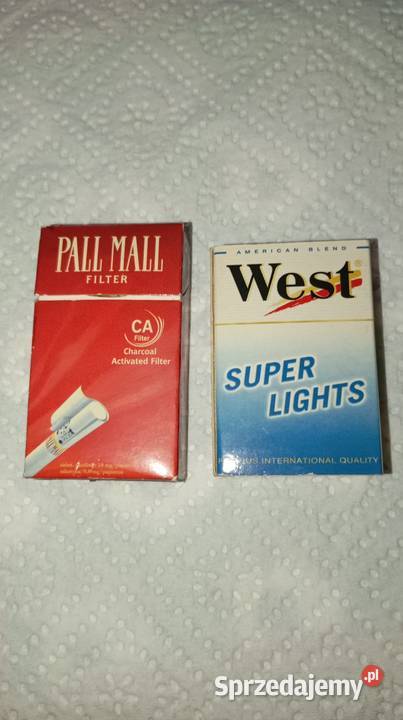 PALL MALL
FILTER
CA
Filter
Charcoal
Activated Filter
AMERICAN BLEND
West®
SUPER
LIGHTS
INTERNATIONAL QUALITY
Sprzedajemy.pl